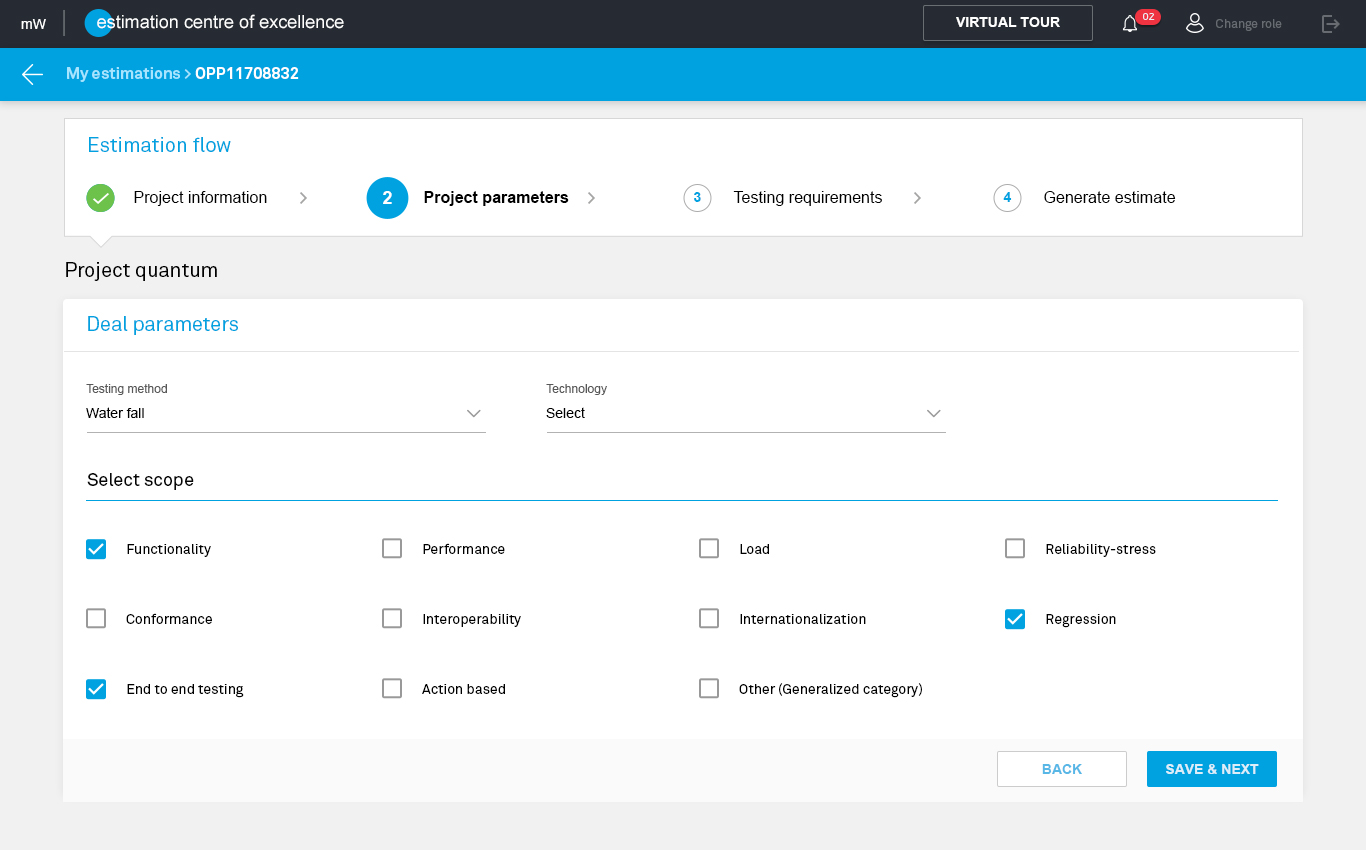 mW estimation centre of excellence VIRTUAL TOUR 02 Change role
My estimations > OPP11708832
Estimation flow
Project information > 2 Project parameters > 3 Testing requirements > 4 Generate estimate
Project quantum
Deal parameters
Testing method Technology
Water fall Select
Select scope
Functionality Performance Load Reliability-stress
Conformance Interoperability Internationalization Regression
End to end testing Action based Other (Generalized category)
BACK SAVE & NEXT